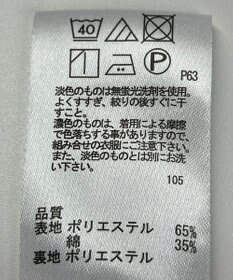 40
P
P63
淡色のものは無蛍光洗剤を使用。
よくすすぎ、絞りの後すぐに干
すこと。
濃色のものは、着用による摩擦
で色落ちする事がありますので、
組み合せの衣服にご注意下さい。
また、淡色のものとは別にお洗
い下さい。
105
品質
表地 ポリエステル 65%
綿 35%
裏地 ポリエステル